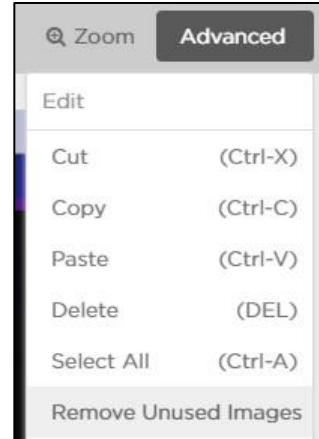 Zoom Advanced
Edit
Cut (Ctrl-X)
Copy (Ctrl-C)
Paste (Ctrl-V)
Delete (DEL)
Select All (Ctrl-A)
Remove Unused Images